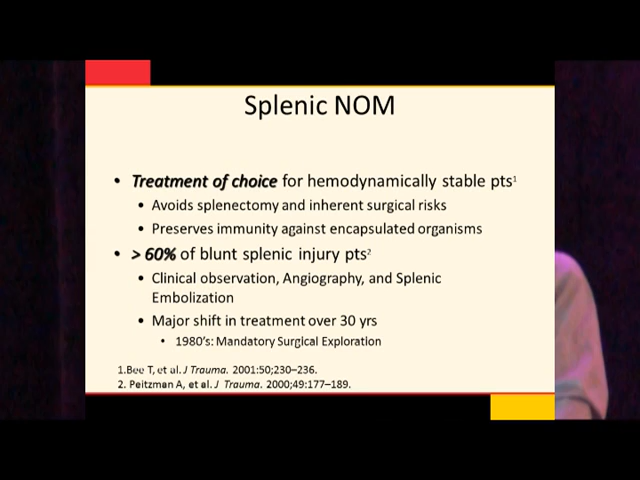 Splenic NOM
• Treatment of choice for hemodynamically stable pts1
• Avoids splenectomy and inherent surgical risks
• Preserves immunity against encapsulated organisms
• > 60% of blunt splenic injury pts2
• Clinical observation, Angiography, and Splenic
Embolization
• Major shift in treatment over 30 yrs
• 1980's: Mandatory Surgical Exploration
1.Bee T, et al. J Trauma. 2001:50;230–236.
2. Peitzman A, et al. J Trauma. 2000;49:177–189.